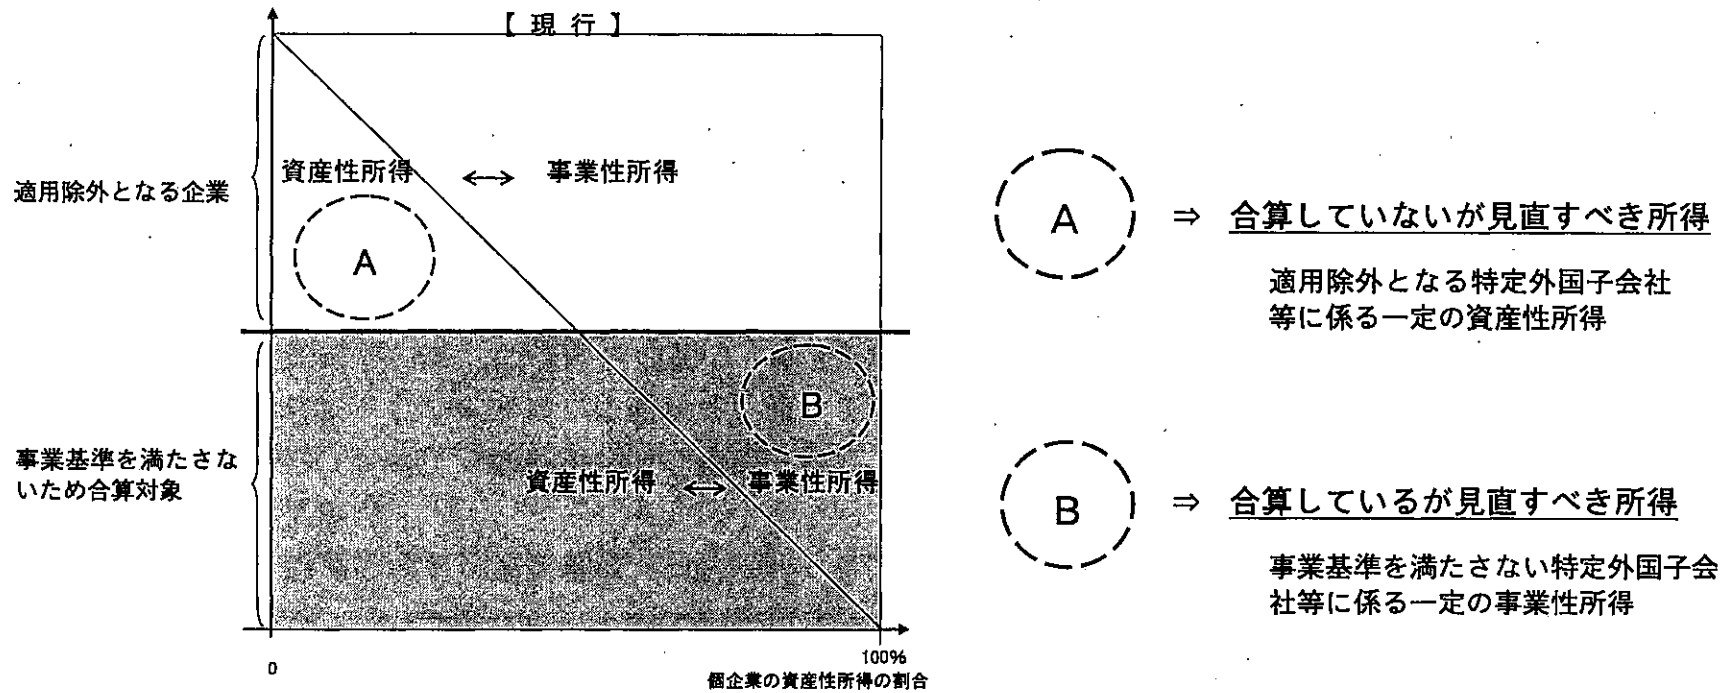 【 現 行 】
適用除外となる企業
資産性所得 ↔ 事業性所得
A
事業基準を満たさな
いため合算対象
B
資産性所得 ↔ 事業性所得
0
100%
個企業の資産性所得の割合
A ⇒ 合算していないが見直すべき所得
適用除外となる特定外国子会社
等に係る一定の資産性所得
B ⇒ 合算しているが見直すべき所得
事業基準を満たさない特定外国子会
社等に係る一定の事業性所得